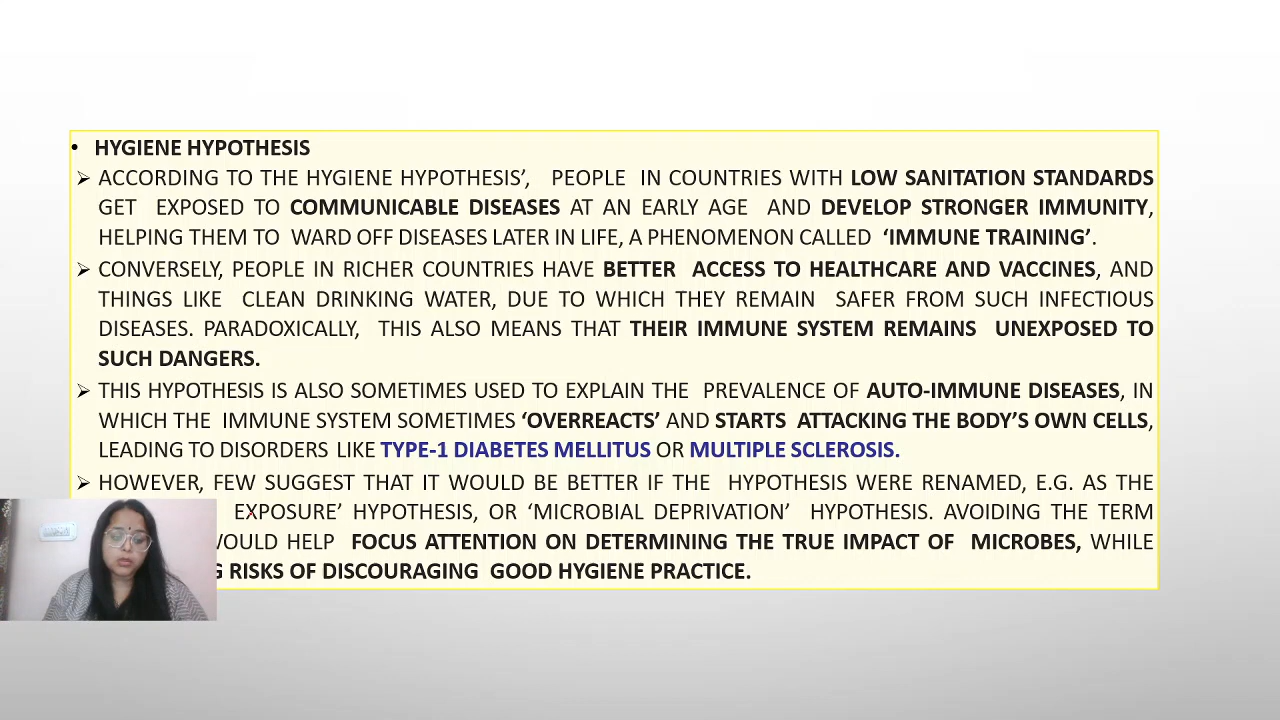 • HYGIENE HYPOTHESIS
➢ ACCORDING TO THE HYGIENE HYPOTHESIS’, PEOPLE IN COUNTRIES WITH LOW SANITATION STANDARDS
GET EXPOSED TO COMMUNICABLE DISEASES AT AN EARLY AGE AND DEVELOP STRONGER IMMUNITY,
HELPING THEM TO WARD OFF DISEASES LATER IN LIFE, A PHENOMENON CALLED ‘IMMUNE TRAINING’.
➢ CONVERSELY, PEOPLE IN RICHER COUNTRIES HAVE BETTER ACCESS TO HEALTHCARE AND VACCINES, AND
THINGS LIKE CLEAN DRINKING WATER, DUE TO WHICH THEY REMAIN SAFER FROM SUCH INFECTIOUS
DISEASES. PARADOXICALLY, THIS ALSO MEANS THAT THEIR IMMUNE SYSTEM REMAINS UNEXPOSED TO
SUCH DANGERS.
➢ THIS HYPOTHESIS IS ALSO SOMETIMES USED TO EXPLAIN THE PREVALENCE OF AUTO-IMMUNE DISEASES, IN
WHICH THE IMMUNE SYSTEM SOMETIMES ‘OVERREACTS’ AND STARTS ATTACKING THE BODY’S OWN CELLS,
LEADING TO DISORDERS LIKE TYPE-1 DIABETES MELLITUS OR MULTIPLE SCLEROSIS.
➢ HOWEVER, FEW SUGGEST THAT IT WOULD BE BETTER IF THE HYPOTHESIS WERE RENAMED, E.G. AS THE
EXPOSURE’ HYPOTHESIS, OR ‘MICROBIAL DEPRIVATION’ HYPOTHESIS. AVOIDING THE TERM
WOULD HELP FOCUS ATTENTION ON DETERMINING THE TRUE IMPACT OF MICROBES, WHILE
RISKS OF DISCOURAGING GOOD HYGIENE PRACTICE.